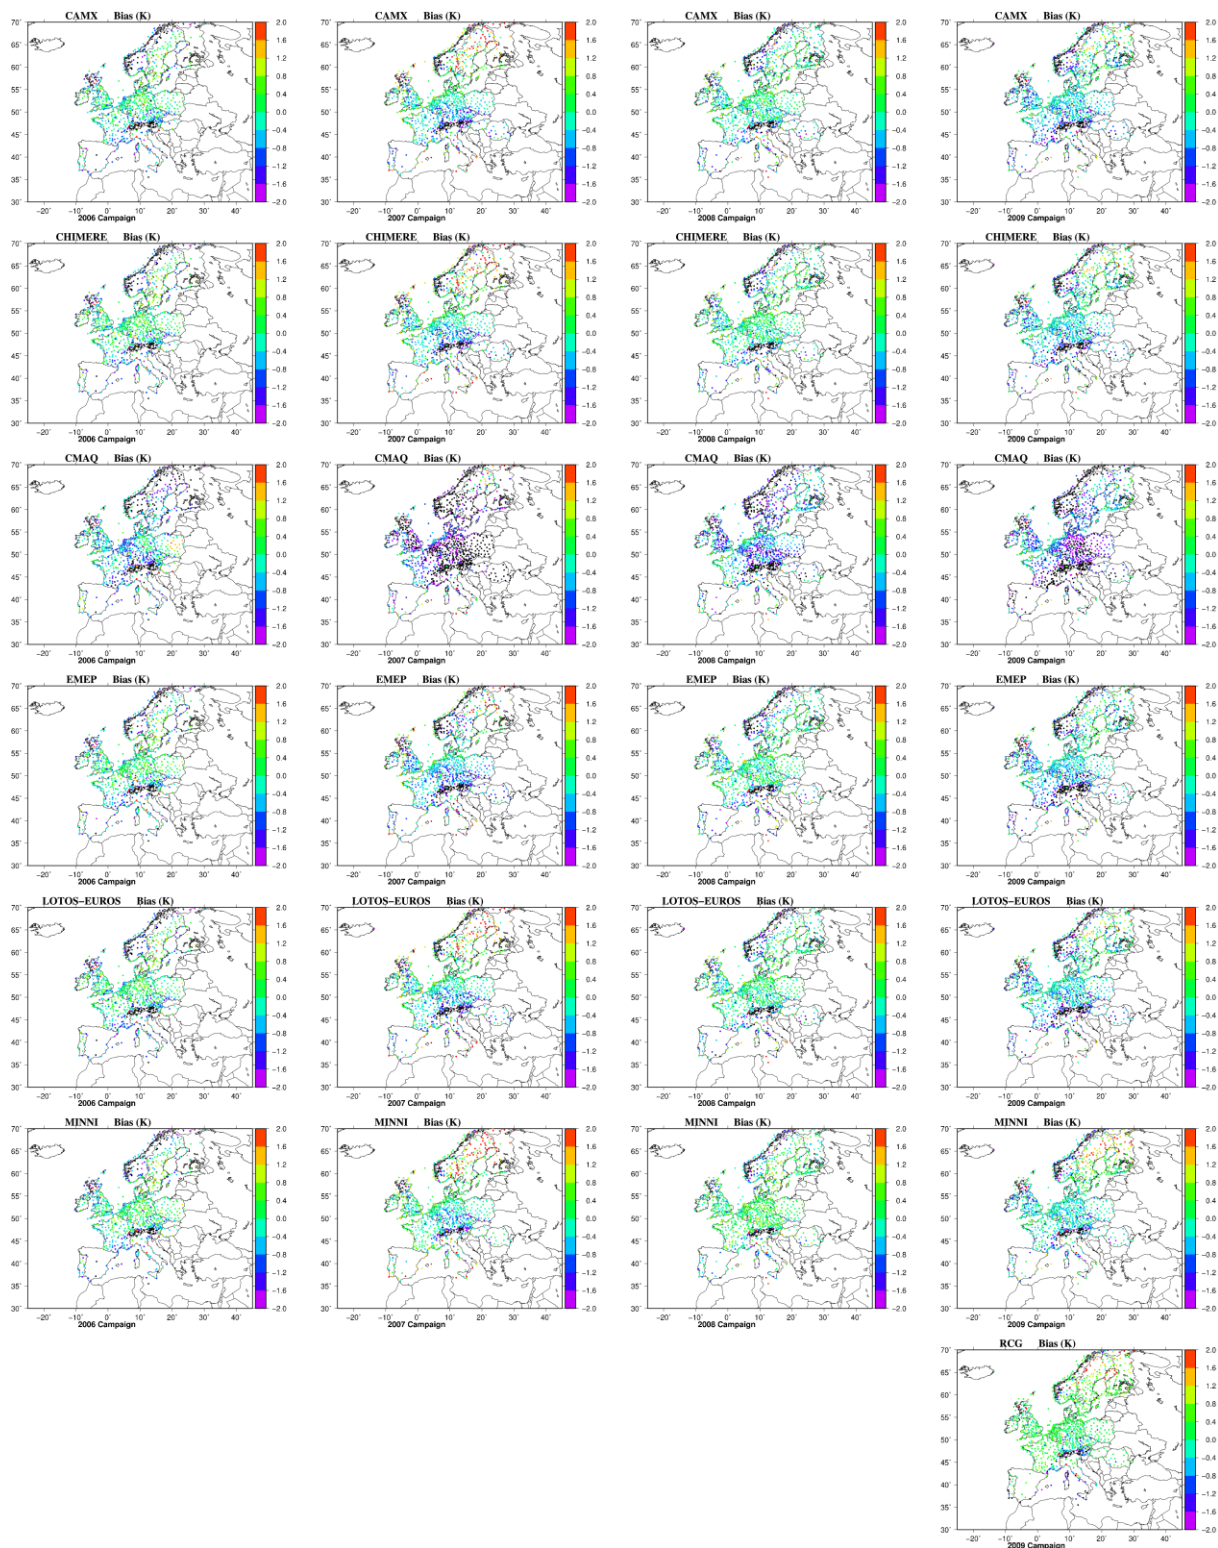 CAMX Bias (K)
CAMX Bias (K)
CAMX Bias (K)
CAMX Bias (K)
2006 Campaign
2007 Campaign
2008 Campaign
2009 Campaign
CHIMERE Bias (K)
CHIMERE Bias (K)
CHIMERE Bias (K)
CHIMERE Bias (K)
2006 Campaign
2007 Campaign
2008 Campaign
2009 Campaign
CMAQ Bias (K)
CMAQ Bias (K)
CMAQ Bias (K)
CMAQ Bias (K)
2006 Campaign
2007 Campaign
2008 Campaign
2009 Campaign
EMEP Bias (K)
EMEP Bias (K)
EMEP Bias (K)
EMEP Bias (K)
2006 Campaign
2007 Campaign
2008 Campaign
2009 Campaign
LOTOS−EUROS Bias (K)
LOTOS−EUROS Bias (K)
LOTOS−EUROS Bias (K)
LOTOS−EUROS Bias (K)
2006 Campaign
2007 Campaign
2008 Campaign
2009 Campaign
MINNI Bias (K)
MINNI Bias (K)
MINNI Bias (K)
MINNI Bias (K)
2006 Campaign
2007 Campaign
2008 Campaign
2009 Campaign
RCG Bias (K)
70˚
65˚
60˚
55˚
50˚
45˚
40˚
35˚
30˚
2.0
1.6
1.2
0.8
0.4
0.0
−0.4
−0.8
−1.2
−1.6
−2.0
−20˚ −10˚ 0˚ 10˚ 20˚ 30˚ 40˚
2009 Campaign